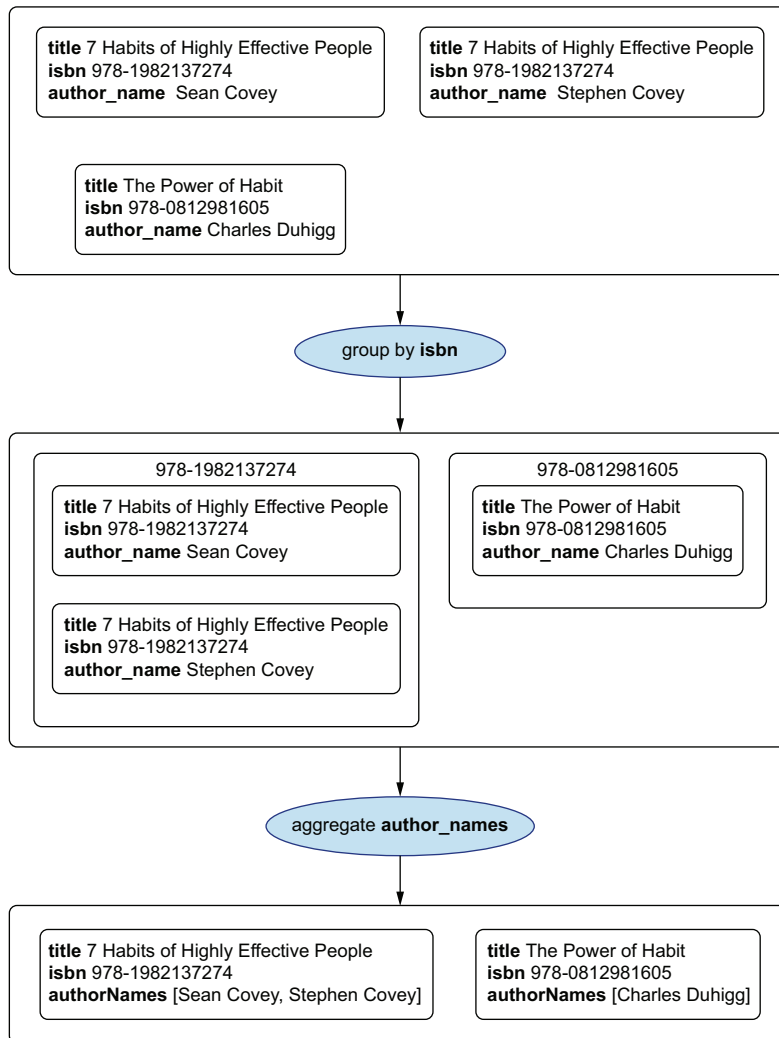 title 7 Habits of Highly Effective People
isbn 978-1982137274
author_name Sean Covey
title 7 Habits of Highly Effective People
isbn 978-1982137274
author_name Stephen Covey
title The Power of Habit
isbn 978-0812981605
author_name Charles Duhigg
group by isbn
978-1982137274
title 7 Habits of Highly Effective People
isbn 978-1982137274
author_name Sean Covey
title 7 Habits of Highly Effective People
isbn 978-1982137274
author_name Stephen Covey
978-0812981605
title The Power of Habit
isbn 978-0812981605
author_name Charles Duhigg
aggregate author_names
title 7 Habits of Highly Effective People
isbn 978-1982137274
authorNames [Sean Covey, Stephen Covey]
title The Power of Habit
isbn 978-0812981605
authorNames [Charles Duhigg]